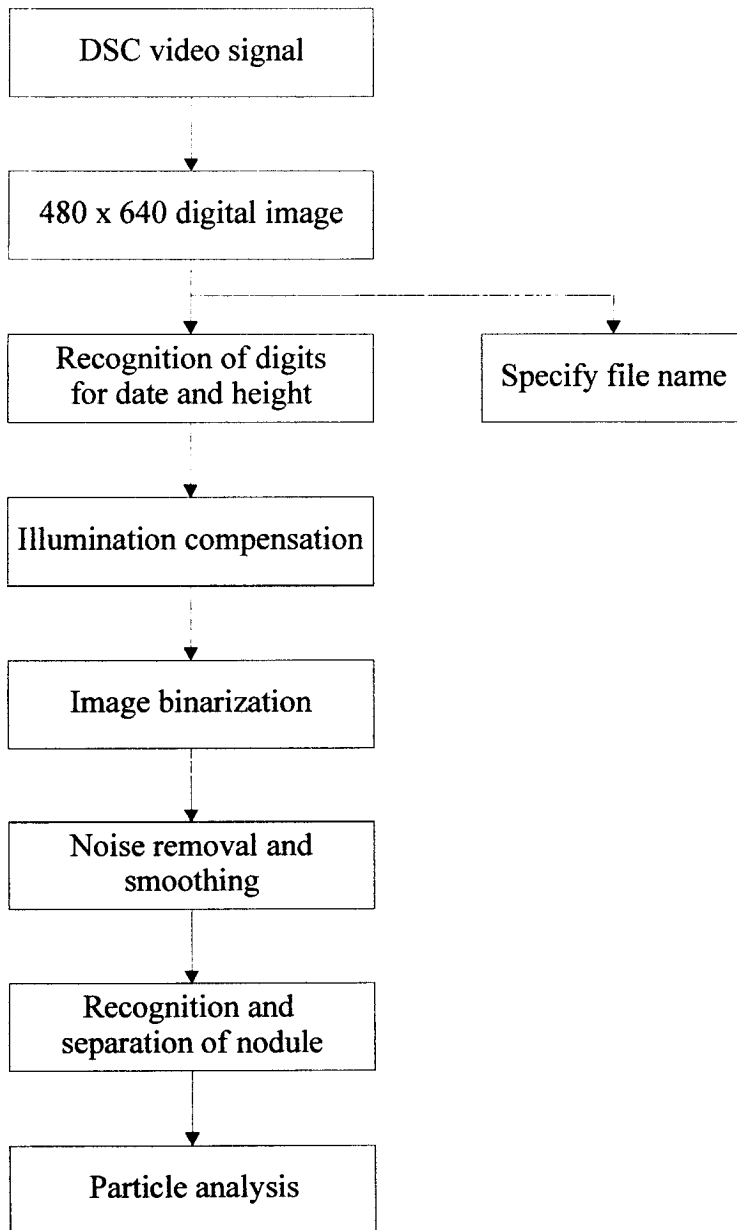 DSC video signal
480 x 640 digital image
Recognition of digits
for date and height
Specify file name
Illumination compensation
Image binarization
Noise removal and
smoothing
Recognition and
separation of nodule
Particle analysis